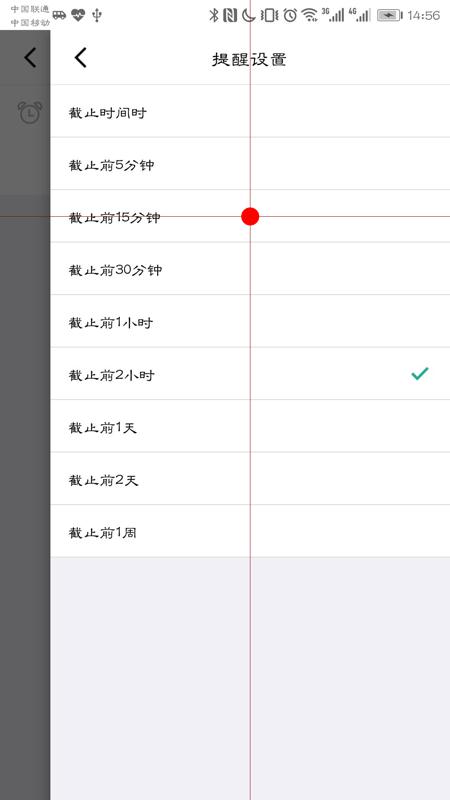 中国联通
中国移动
3G
4G
14:56
提醒设置
截止时间时
截止前5分钟
截止前15分钟
截止前30分钟
截止前1小时
截止前2小时
截止前1天
截止前2天
截止前1周